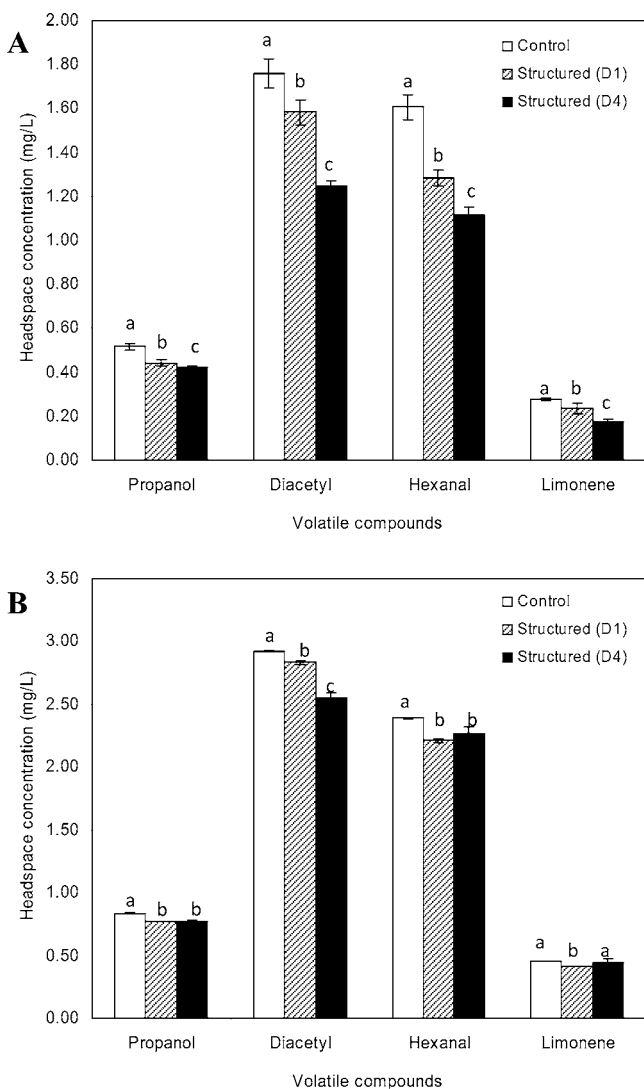 A
Headspace concentration (mg/L)
2.00
1.80
1.60
1.40
1.20
1.00
0.80
0.60
0.40
0.20
0.00
Control
Structured (D1)
Structured (D4)
a
b
c
a
b
c
a
b
c
a
b
c
Propanol
Diacetyl
Hexanal
Limonene
Volatile compounds
B
Headspace concentration (mg/L)
3.50
3.00
2.50
2.00
1.50
1.00
0.50
0.00
Control
Structured (D1)
Structured (D4)
a
b
b
a
b
c
a
b
b
a
b
a
Propanol
Diacetyl
Hexanal
Limonene
Volatile compounds